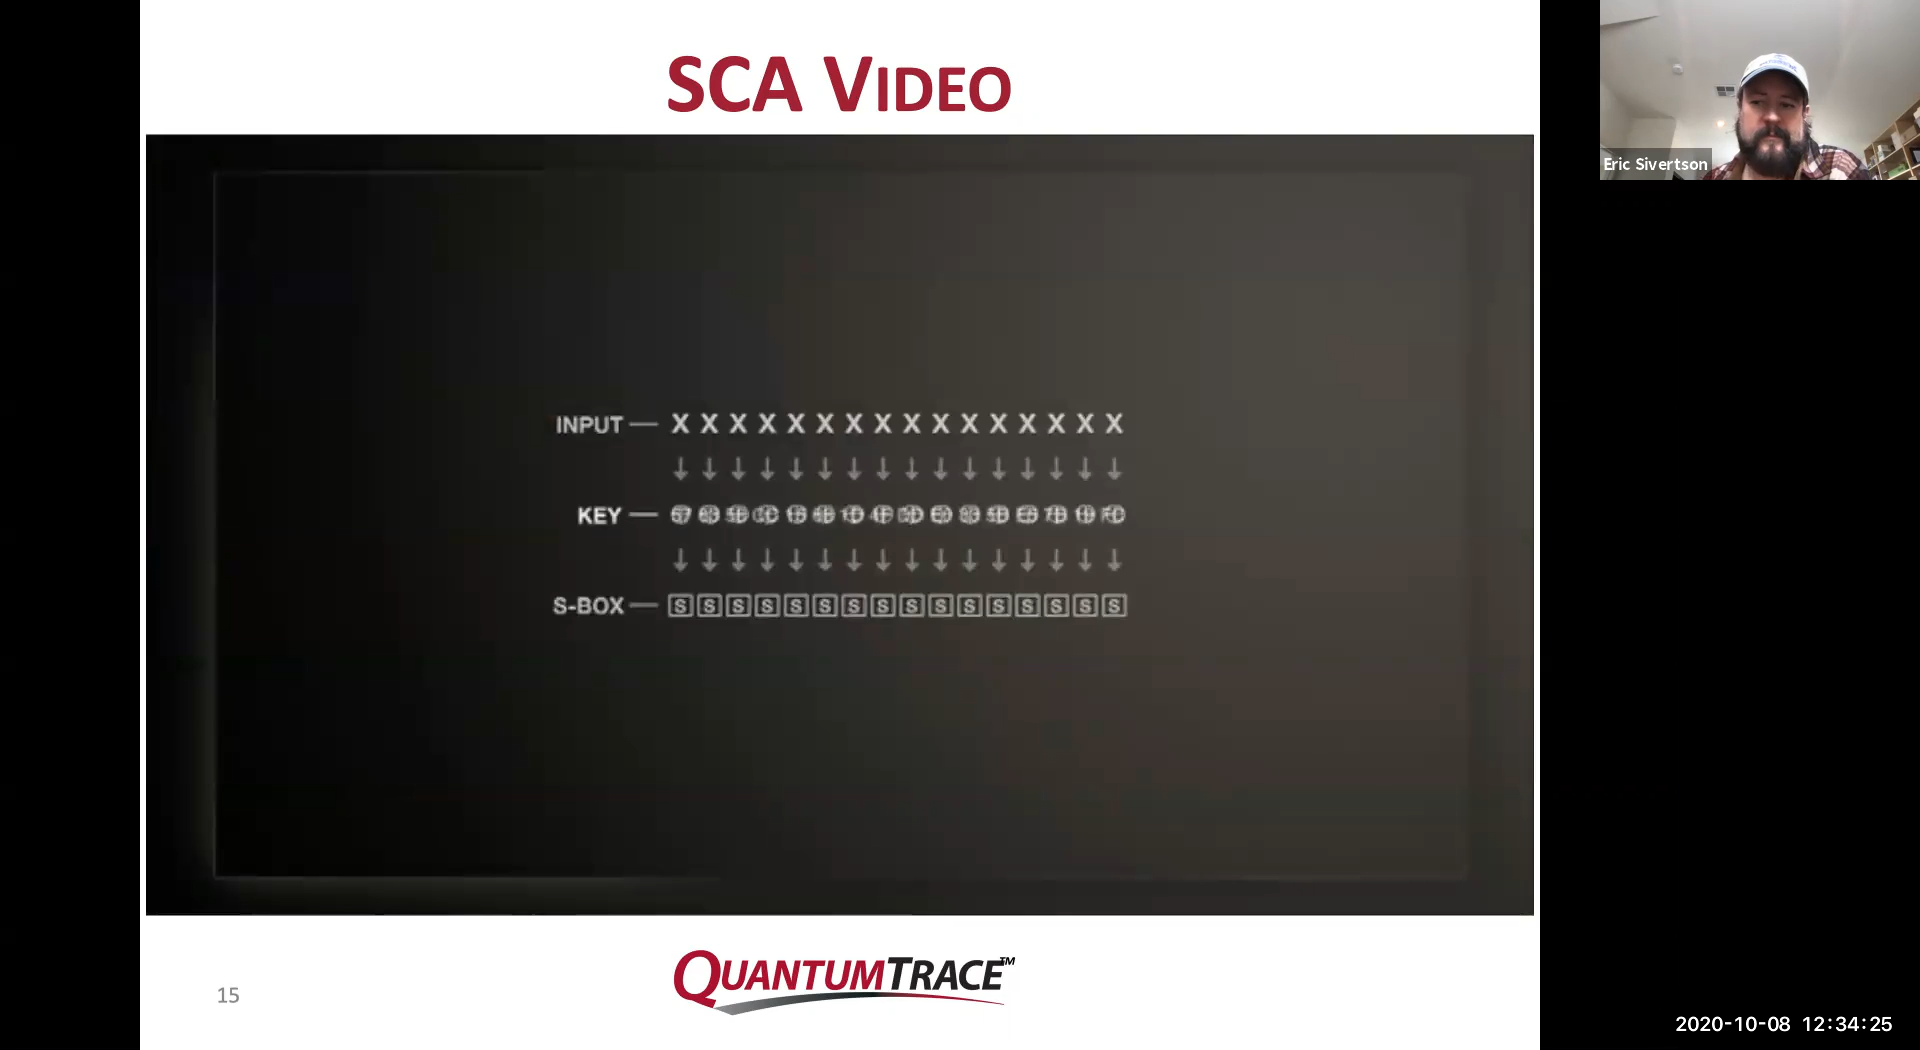 SCA VIDEO
Eric Sivertson
INPUT — X X X X X X X X X X X X X X X X
KEY —
S-BOX — S S S S S S S S S S S S S S S S
QUANTUMTRACE™
15
2020-10-08 12:34:25